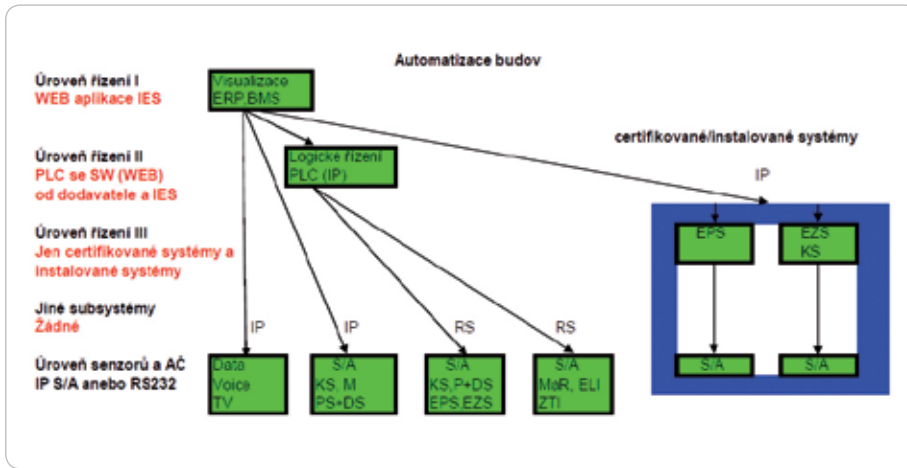 Automatizace budov
Úroveň řízení I
WEB aplikace IES
Visualizace
ERP,BMS
certifikované/instalované systémy
Úroveň řízení II
PLC se SW (WEB)
od dodavatele a IES
Logické řízení
PLC (IP)
IP
Úroveň řízení III
Jen certifikované systémy a
instalované systémy
EPS
EZS
KS
Jiné subsystémy
Žádné
IP
IP
RS
RS
Úroveň senzorů a AČ
IP S/A anebo RS232
Data
Voice
TV
S/A
KS, M
PS+DS
S/A
KS,P+DS
EPS,EZS
S/A
MaR, ELI
ZTI
S/A
S/A